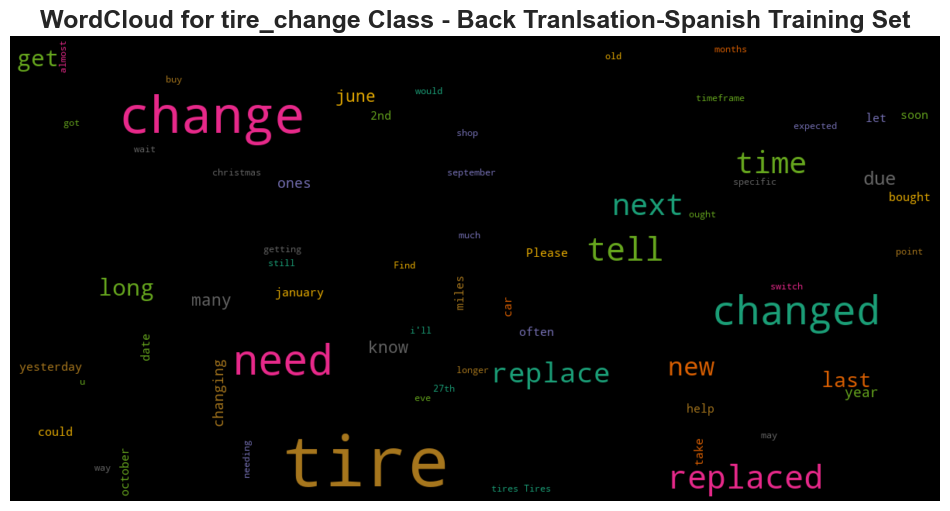 WordCloud for tire_change Class - Back Tranlsation-Spanish Training Set
get
almost
buy
change
june
would
2nd
old
months
timeframe
got
wait
shop
expected
let
soon
christmas
ones
september
time
specific
due
bought
next
ought
much
tell
Please
point
getting
still
Find
long
many
january
miles
car
switch
changed
i'll
often
date
know
need
yesterday
u
changing
longer
27th
eve
replace
new
last
year
help
could
way
october
needing
tire
tires Tires
take
may
replaced